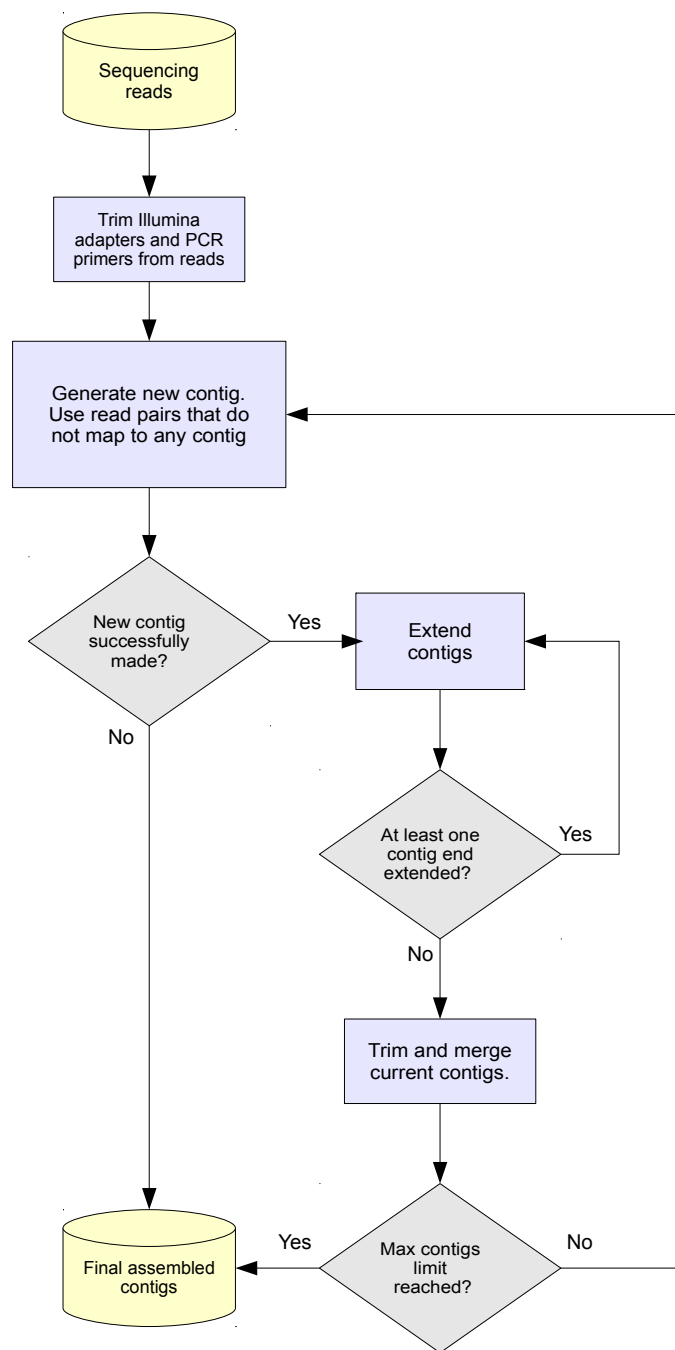 Sequencing
reads
Trim Illumina
adapters and PCR
primers from reads
Generate new contig.
Use read pairs that do
not map to any contig
New contig
successfully
made?
Yes
No
Extend
contigs
At least one
contig end
extended?
Yes
No
Trim and merge
current contigs.
Max contigs
limit
reached?
Yes
No
Final assembled
contigs